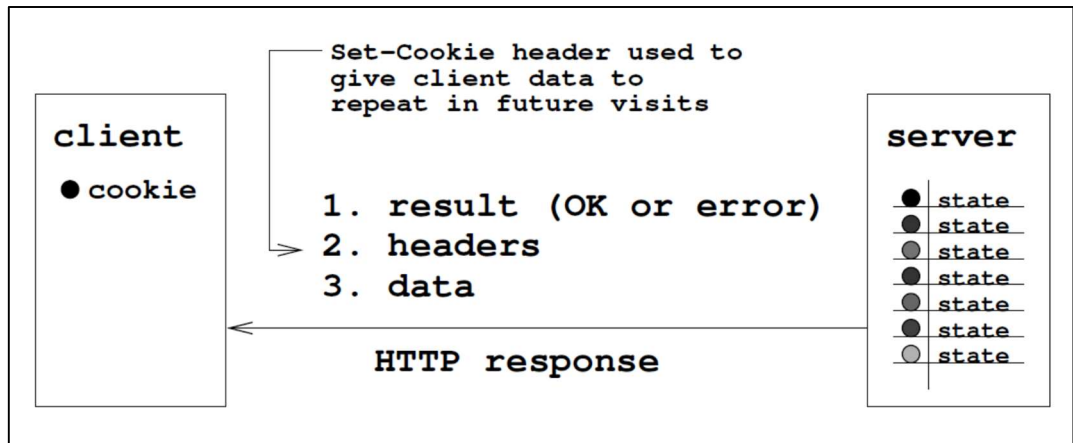 Set-Cookie header used to
give client data to
repeat in future visits
client
cookie
1. result (OK or error)
2. headers
3. data
HTTP response
server
state
state
state
state
state
state
state